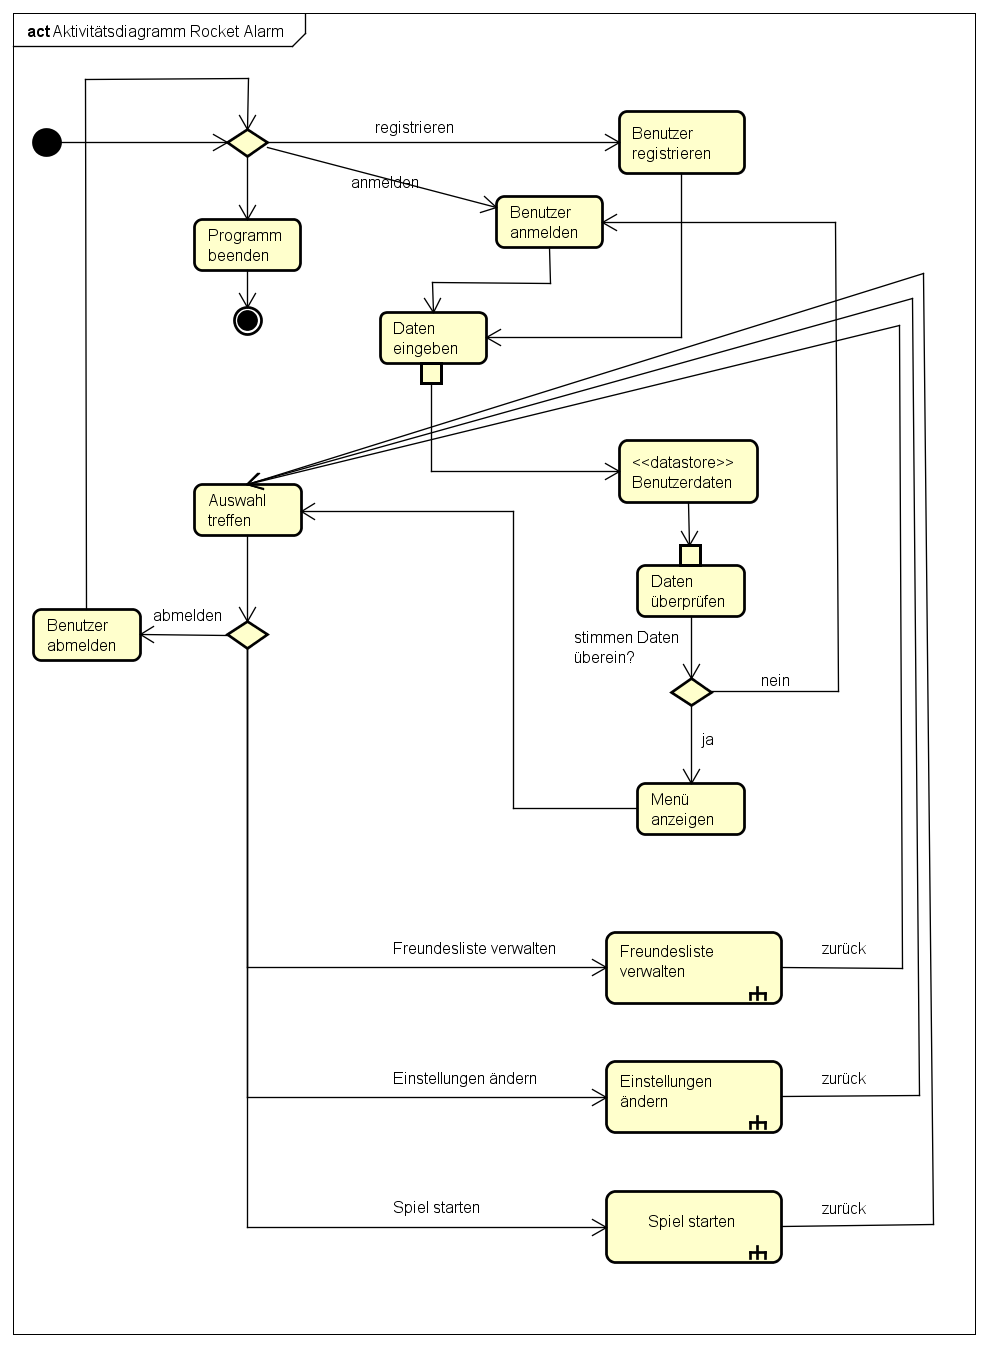 act Aktivitätsdiagramm Rocket Alarm
registrieren
Benutzer
registrieren
anmelden
Benutzer
anmelden
Programm
beenden
Daten
eingeben
<<datastore>>
Benutzerdaten
Auswahl
treffen
Daten
überprüfen
abmelden
Benutzer
abmelden
stimmen Daten
überein?
nein
ja
Menü
anzeigen
Freundesliste verwalten
Freundesliste
verwalten
zurück
Einstellungen ändern
Einstellungen
ändern
zurück
Spiel starten
Spiel starten
zurück